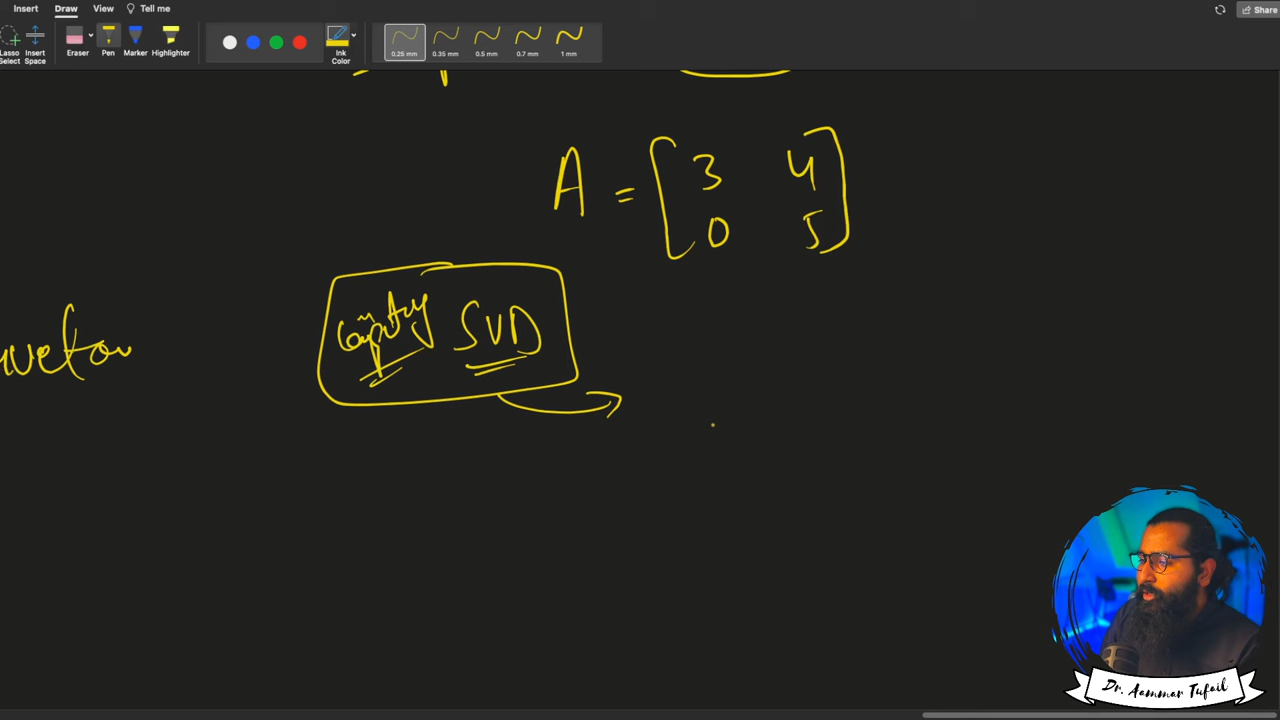 Insert Draw View Tell me
Share
Lasso Select Insert Space Eraser Pen Marker Highlighter Ink Color 0.25 mm 0.35 mm 0.5 mm 0.7 mm 1 mm
A = [3 4
0 5]
SVD
Dr. Aammar Tufail